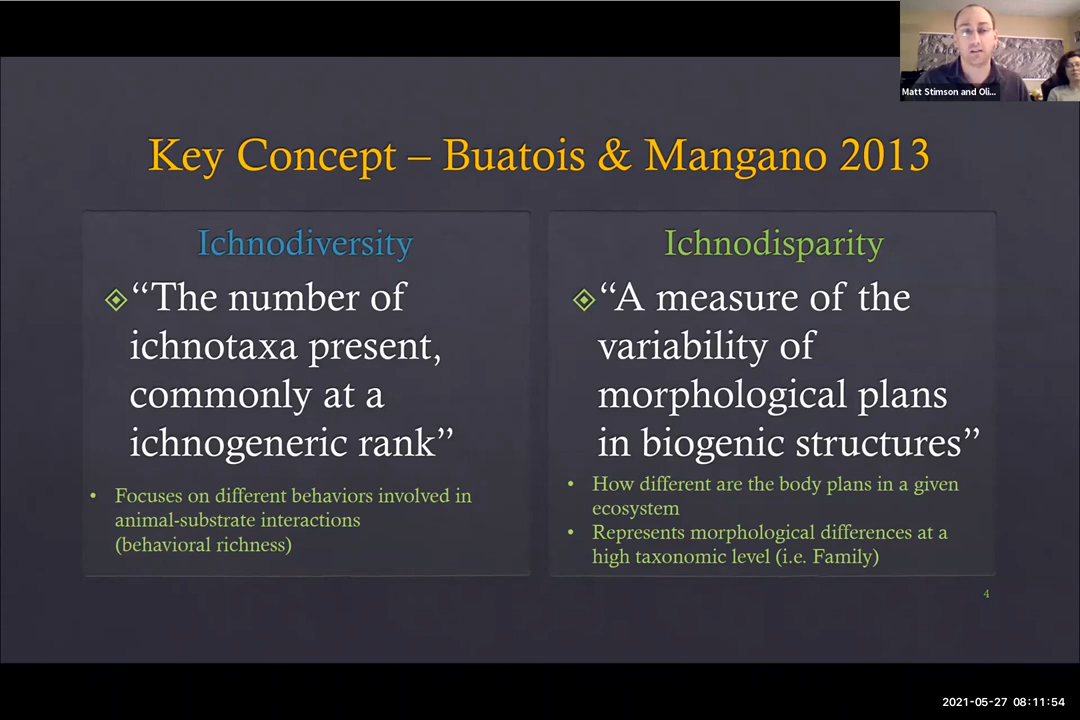 Matt Stimson and Oli...
Key Concept – Buatois & Mangano 2013
Ichnodiversity
“The number of
ichnotaxa present,
commonly at a
ichnogeneric rank”
• Focuses on different behaviors involved in
animal-substrate interactions
(behavioral richness)
Ichnodisparity
“A measure of the
variability of
morphological plans
in biogenic structures”
• How different are the body plans in a given
ecosystem
• Represents morphological differences at a
high taxonomic level (i.e. Family)
4
2021-05-27 08:11:54